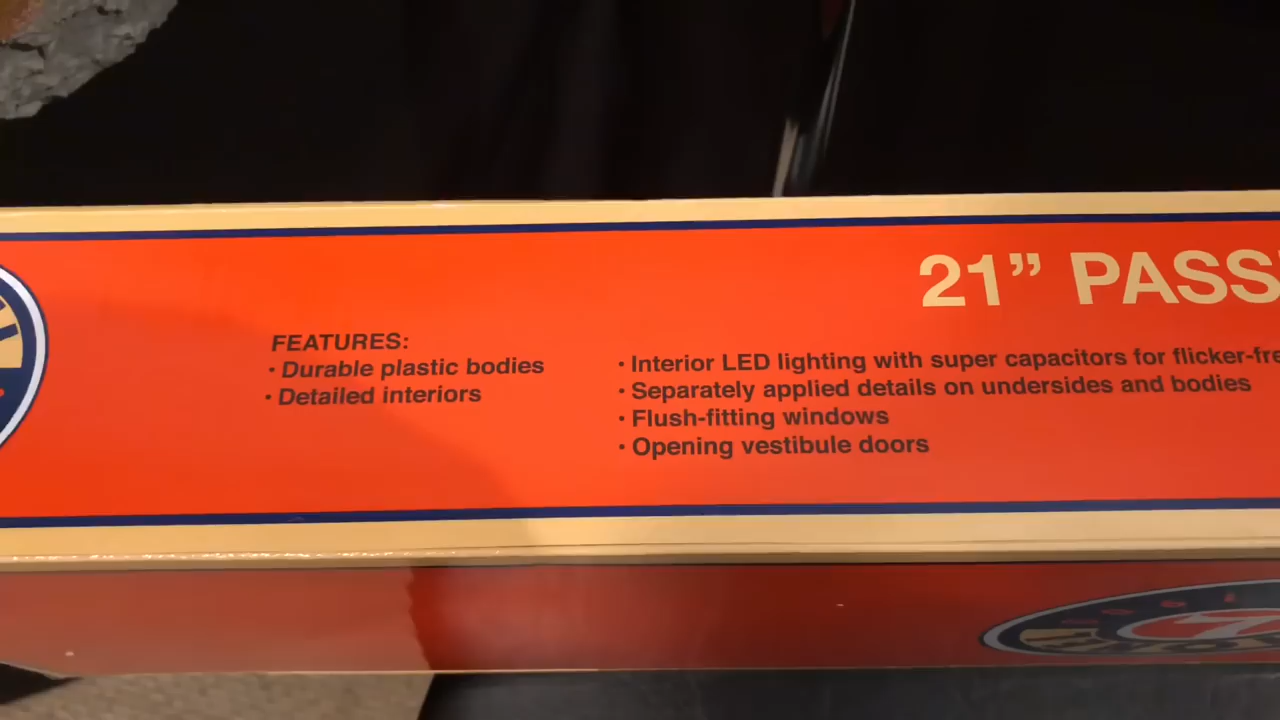 21” PASS
FEATURES:
· Durable plastic bodies
· Detailed interiors
· Interior LED lighting with super capacitors for flicker-fre
· Separately applied details on undersides and bodies
· Flush-fitting windows
· Opening vestibule doors